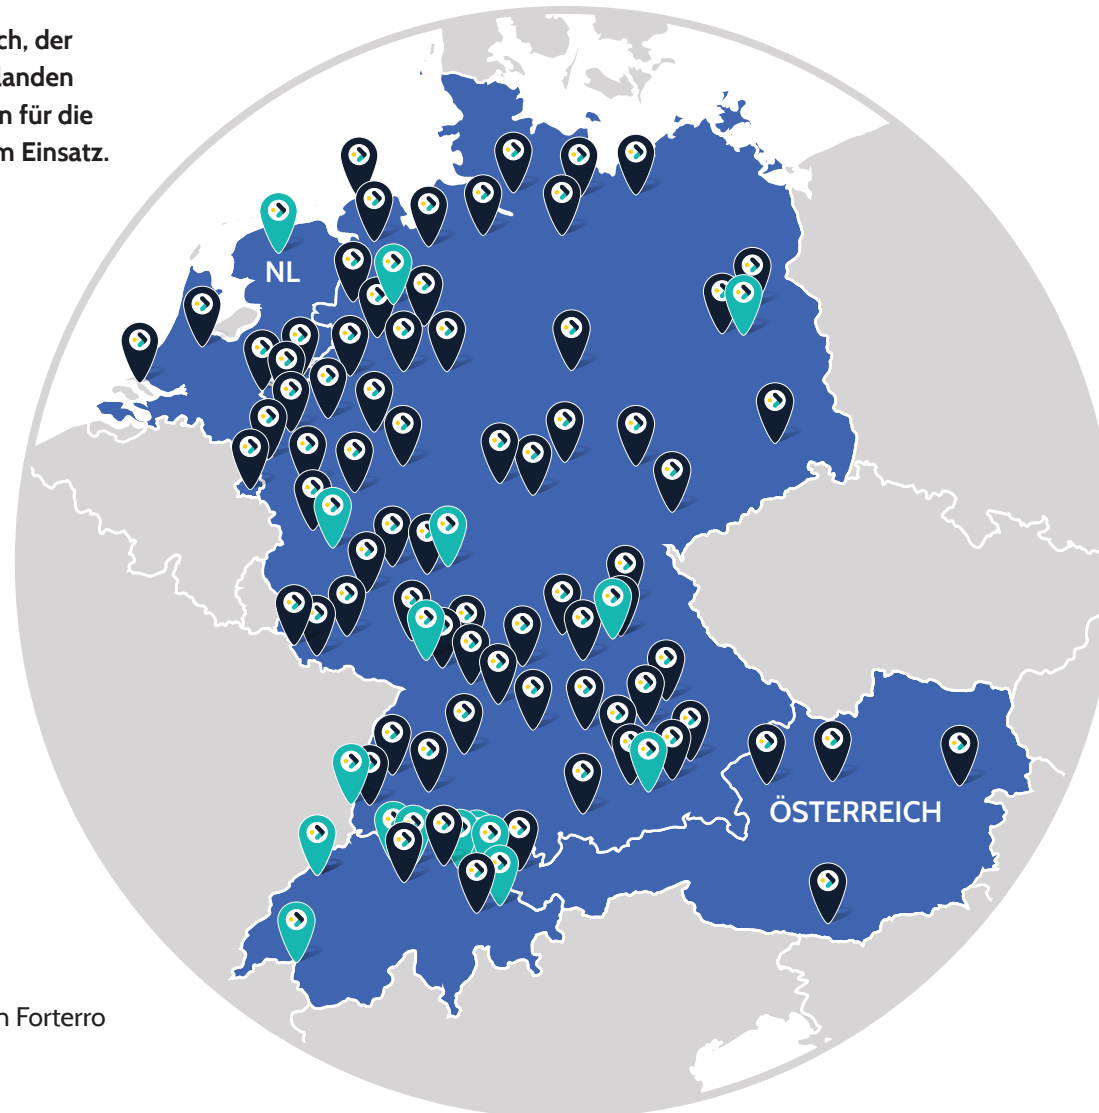 ch, der
landen
n für die
m Einsatz.
NL
ÖSTERREICH
n Forterro